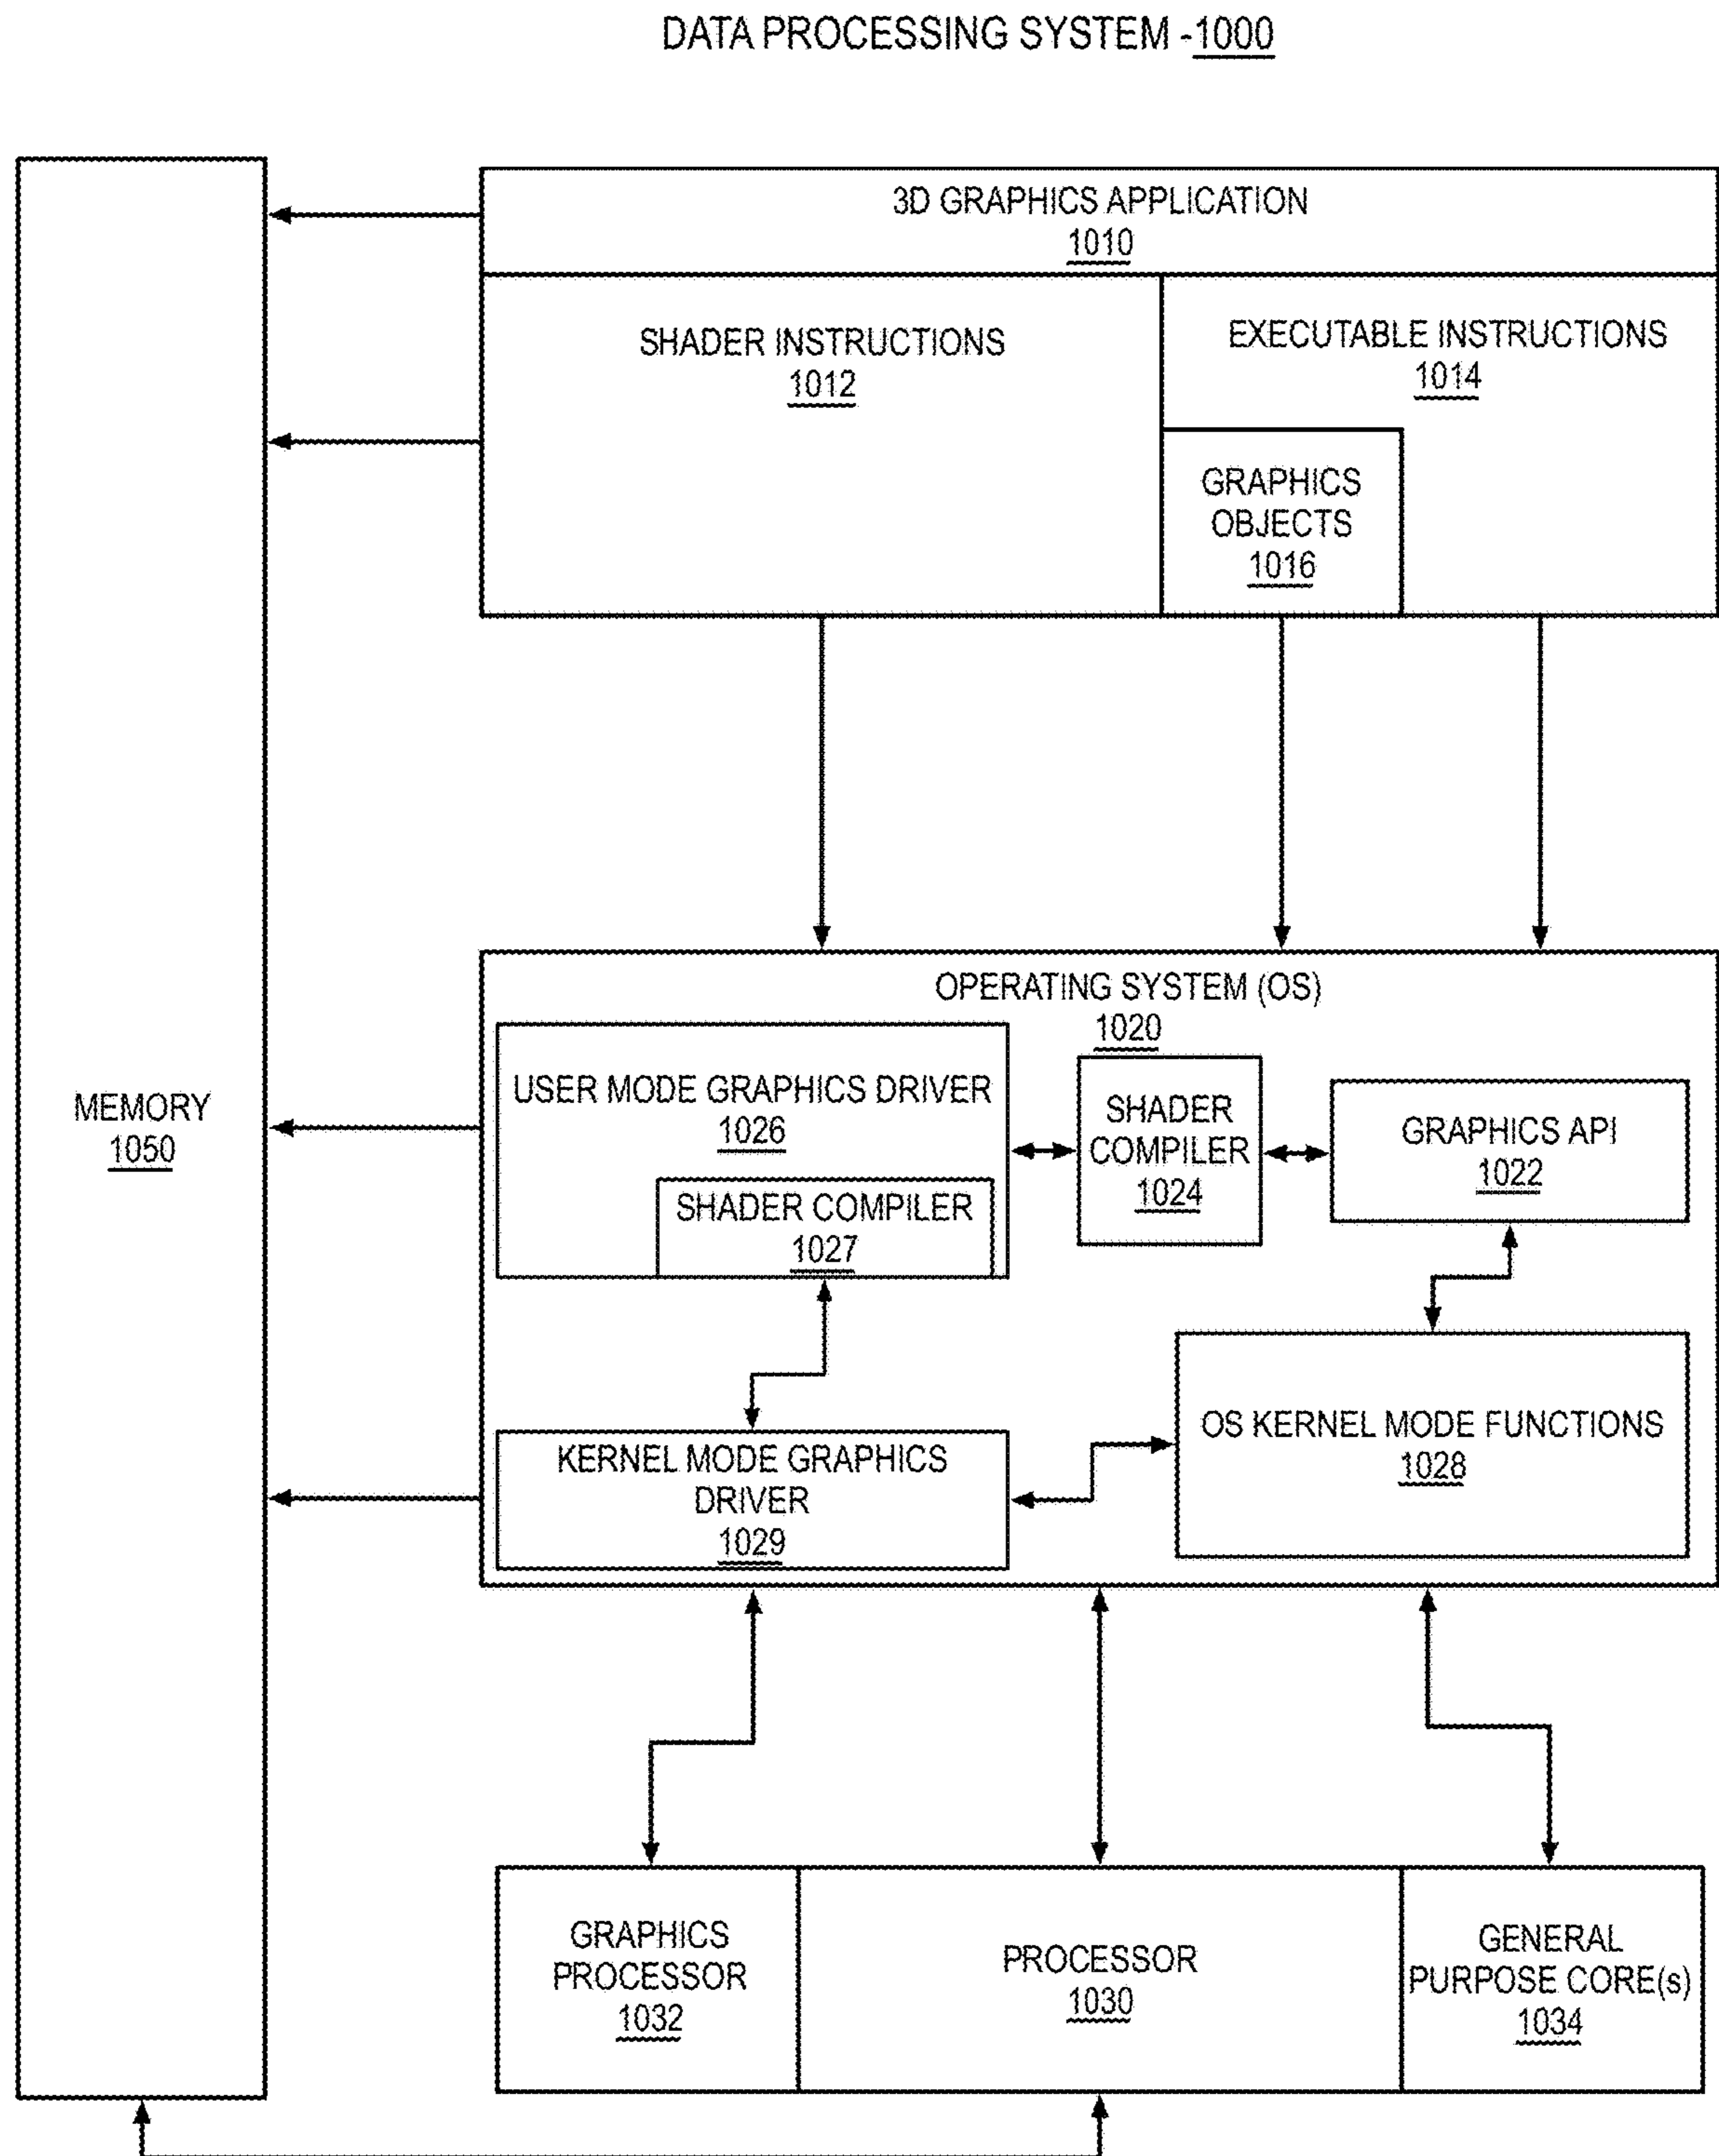 DATA PROCESSING SYSTEM -1000
3D GRAPHICS APPLICATION
1010
SHADER INSTRUCTIONS
1012
EXECUTABLE INSTRUCTIONS
1014
GRAPHICS
OBJECTS
1016
MEMORY
1050
OPERATING SYSTEM (OS)
1020
USER MODE GRAPHICS DRIVER
1026
SHADER COMPILER
1027
SHADER
COMPILER
1024
GRAPHICS API
1022
KERNEL MODE GRAPHICS
DRIVER
1029
OS KERNEL MODE FUNCTIONS
1028
GRAPHICS
PROCESSOR
1032
PROCESSOR
1030
GENERAL
PURPOSE CORE(s)
1034